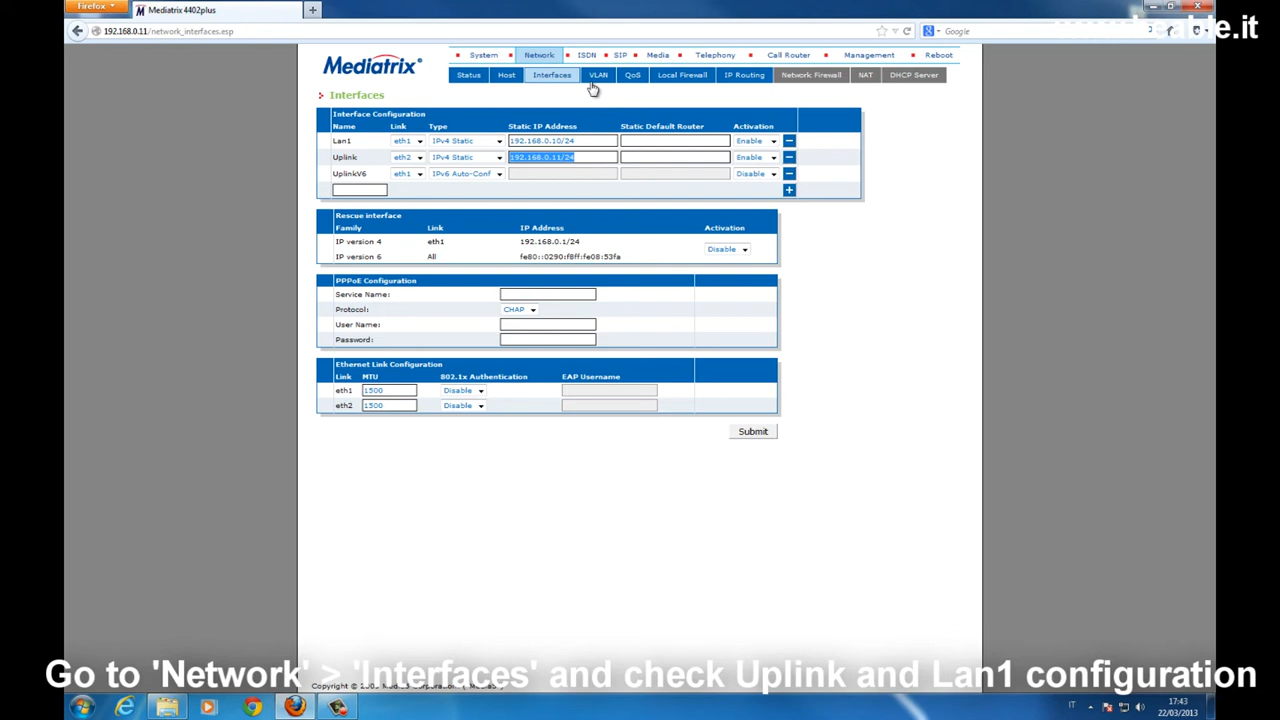 Firefox
Mediatrix 4402plus
192.168.0.11/network_interfaces.esp
Google
able.it
Mediatrix
System Network ISDN SIP Media Telephony Call Router Management Reboot
Status Host Interfaces VLAN QoS Local Firewall IP Routing Network Firewall NAT DHCP Server
Interfaces
Interface Configuration
Name Link Type Static IP Address Static Default Router Activation
Lan1 eth1 IPv4 Static 192.168.0.10/24 Enable
Uplink eth2 IPv4 Static 192.168.0.11/24 Enable
UplinkV6 eth1 IPv6 Auto-Conf Disable
Rescue interface
Family Link IP Address Activation
IP version 4 eth1 192.168.0.1/24
Disable
IP version 6 All fe80::0290:f8ff:fe08:53fa
PPPoE Configuration
Service Name:
Protocol: CHAP
User Name:
Password:
Ethernet Link Configuration
Link MTU 802.1x Authentication EAP Username
eth1 1500 Disable
eth2 1500 Disable
Submit
Go to 'Network' > 'Interfaces' and check Uplink and Lan1 configuration
Copyright ©
IT
17:43
22/03/2013